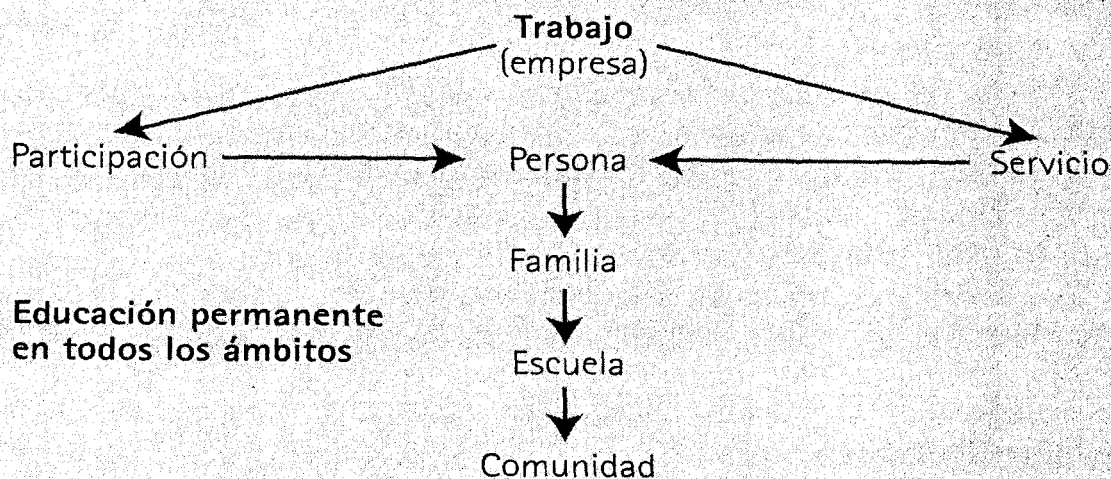 Trabajo
(empresa)
Participación
Persona
Servicio
Familia
Educación permanente
en todos los ámbitos
Escuela
Comunidad